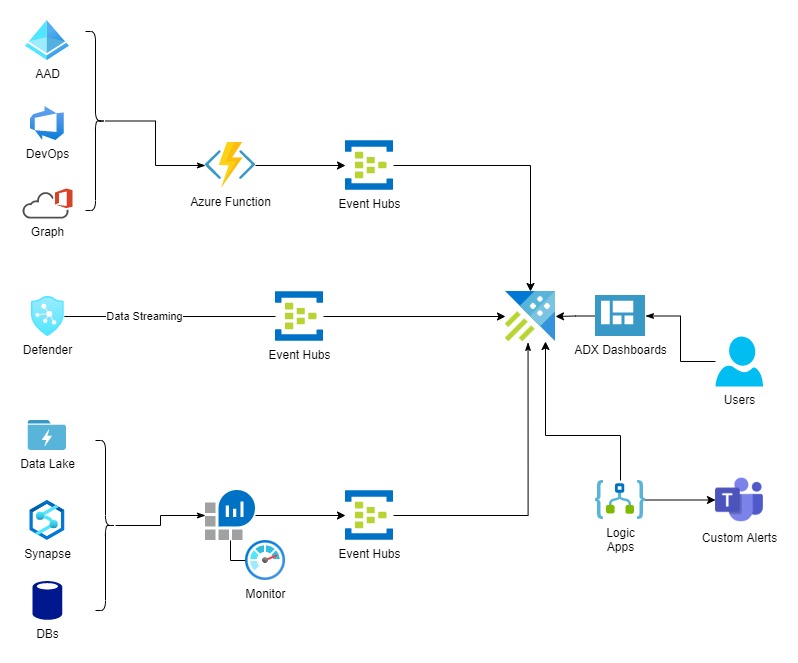 AAD
DevOps
Graph
Azure Function
Event Hubs
Defender
Data Streaming
Event Hubs
ADX Dashboards
Users
Data Lake
Synapse
DBs
Monitor
Event Hubs
Logic
Apps
T
Custom Alerts